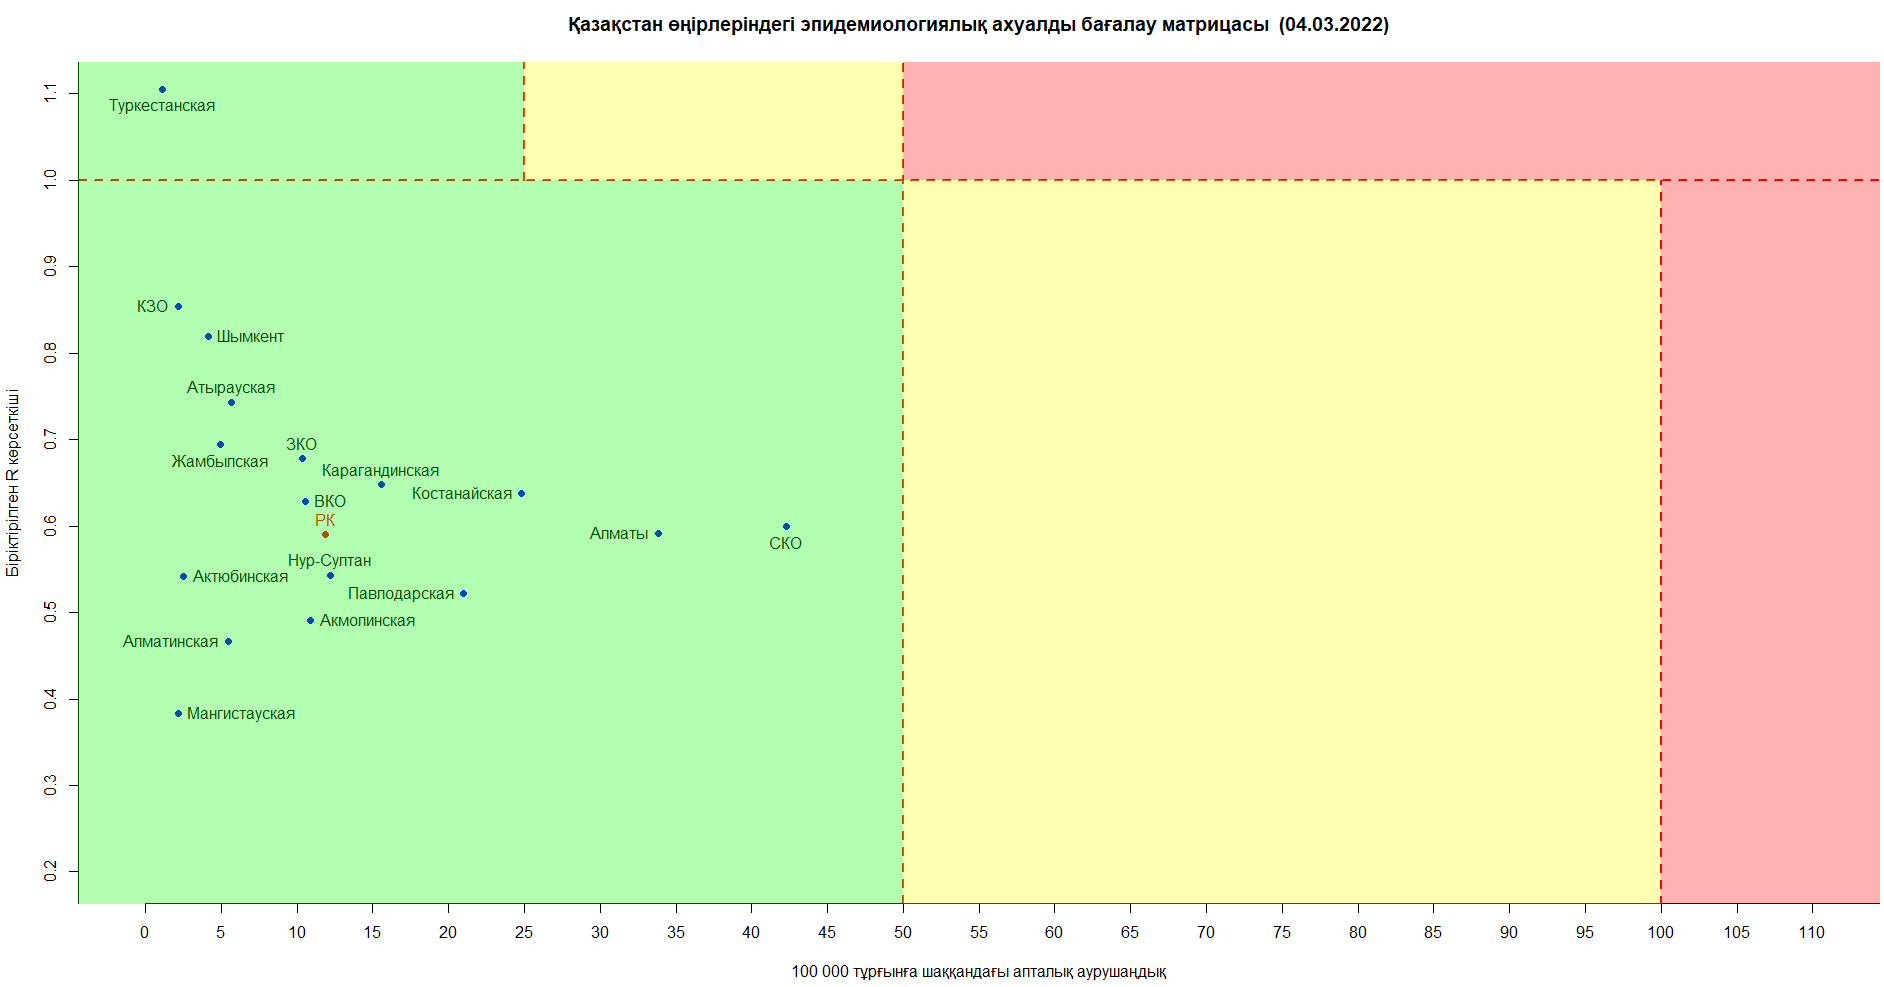 Қазақстан өңірлеріндегі эпидемиологиялық ахуалды бағалау матрицасы (04.03.2022)
Біріктірілген R көрсеткіші
1.1
1.0
0.9
0.8
0.7
0.6
0.5
0.4
0.3
0.2
Туркестанская
КЗО
Шымкент
Атырауская
Жамбылская
ЗКО
Карагандинская
Костанайская
ВКО
РК
Алматы
СКО
Нур-Султан
Актюбинская
Павлодарская
Акмолинская
Алматинская
Мангистауская
0 5 10 15 20 25 30 35 40 45 50 55 60 65 70 75 80 85 90 95 100 105 110
100 000 тұрғынға шаққандағы апталық аурушаңдық